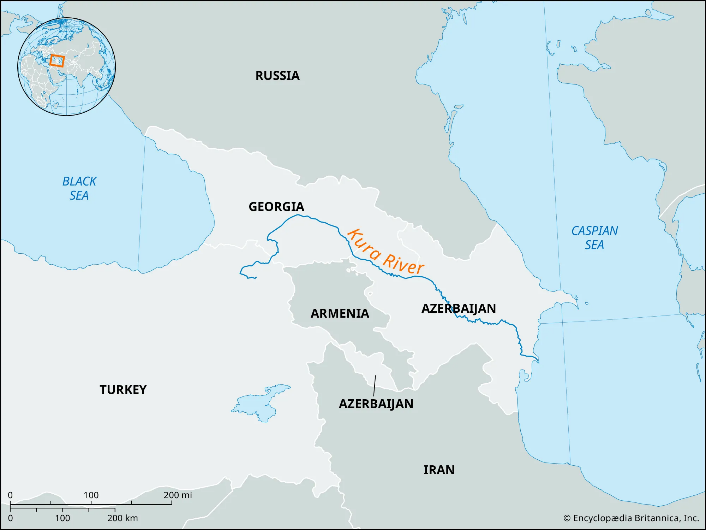 RUSSIA
BLACK
SEA
GEORGIA
Kura River
CASPIAN
SEA
AZERBAIJAN
ARMENIA
TURKEY
AZERBAIJAN
IRAN
0 100 200 mi
0 100 200 km
© Encyclopædia Britannica, Inc.